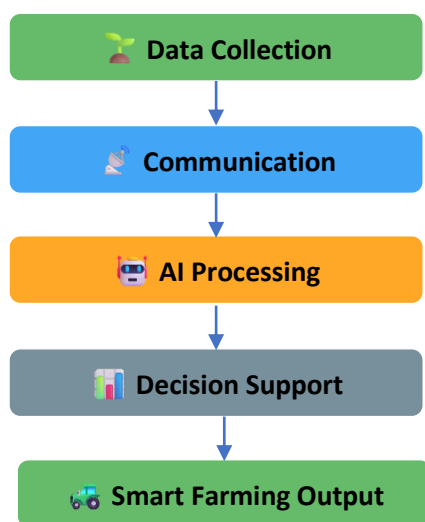 Data Collection
Communication
AI Processing
Decision Support
Smart Farming Output